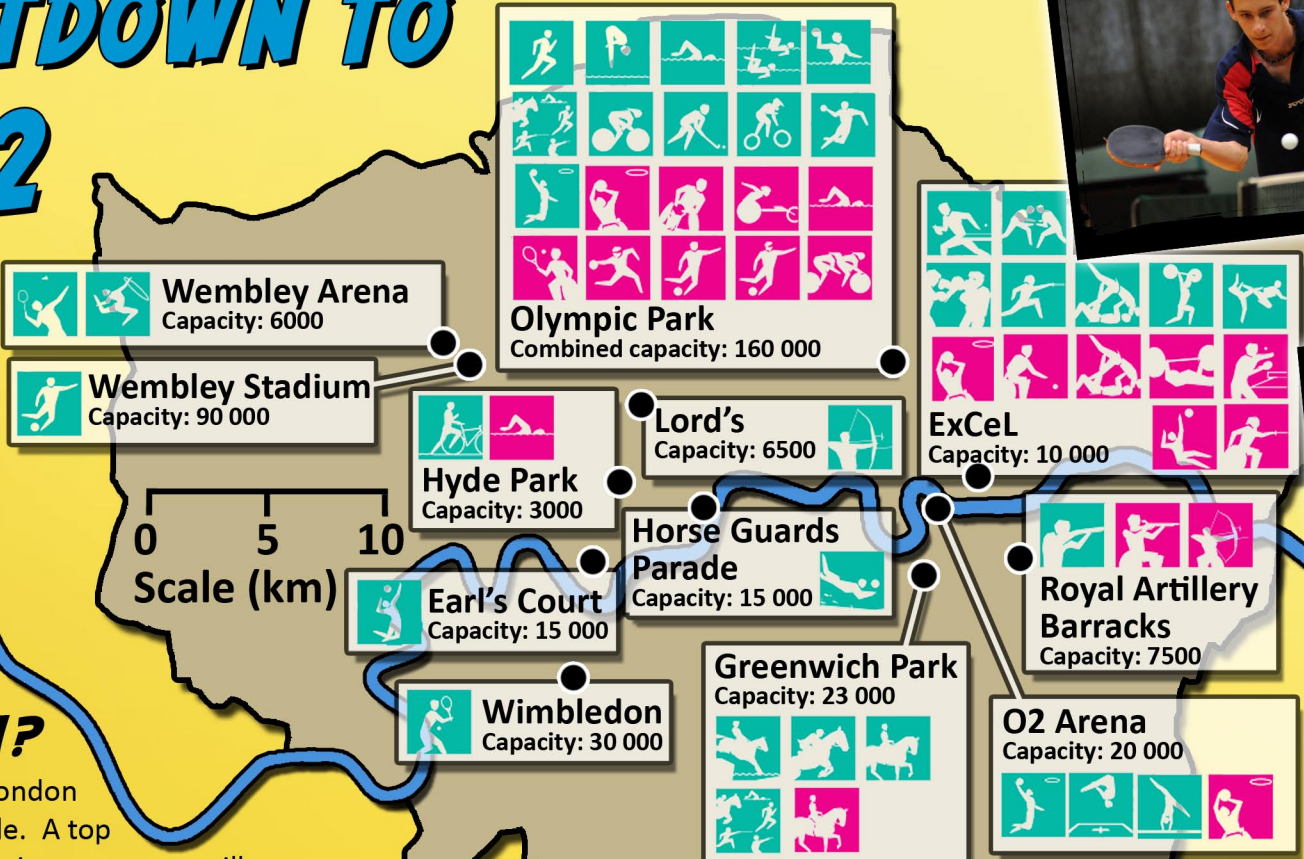 TDOWN TO
2
Olympic Park
Combined capacity: 160 000
Wembley Arena
Capacity: 6000
Wembley Stadium
Capacity: 90 000
Hyde Park
Capacity: 3000
Lord's
Capacity: 6500
ExCeL
Capacity: 10 000
0 5 10
Scale (km)
Horse Guards
Parade
Capacity: 15 000
Earl's Court
Capacity: 15 000
Royal Artillery
Barracks
Capacity: 7500
Wimbledon
Capacity: 30 000
Greenwich Park
Capacity: 23 000
O2 Arena
Capacity: 20 000
?
ondon
le. A top